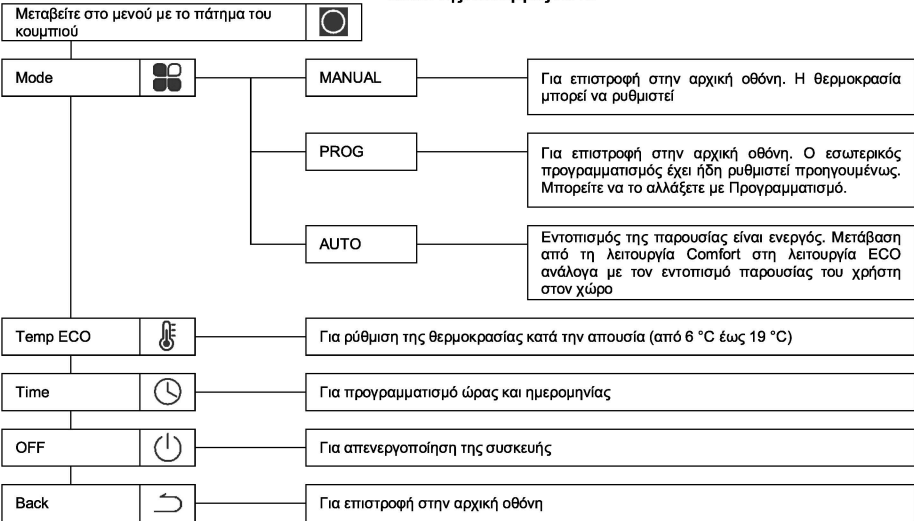 Μεταβείτε στο μενού με το πάτημα του
κουμπιού
Mode
MANUAL
Για επιστροφή στην αρχική οθόνη. Η θερμοκρασία
μπορεί να ρυθμιστεί
PROG
Για επιστροφή στην αρχική οθόνη. Ο εσωτερικός
προγραμματισμός έχει ήδη ρυθμιστεί προηγουμένως.
Μπορείτε να το αλλάξετε με Προγραμματισμό.
AUTO
Εντοπισμός της παρουσίας είναι ενεργός. Μετάβαση
από τη λειτουργία Comfort στη λειτουργία ECO
ανάλογα με τον εντοπισμό παρουσίας του χρήστη
στον χώρο
Temp ECO
Για ρύθμιση της θερμοκρασίας κατά την απουσία (από 6 °C έως 19 °C)
Time
Για προγραμματισμό ώρας και ημερομηνίας
OFF
Για απενεργοποίηση της συσκευής
Back
Για επιστροφή στην αρχική οθόνη